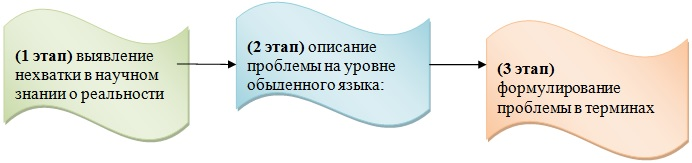 (1 этап) выявление
нехватки в научном
знании о реальности
(2 этап) описание
проблемы на уровне
обыденного языка:
(3 этап)
формулирование
проблемы в терминах